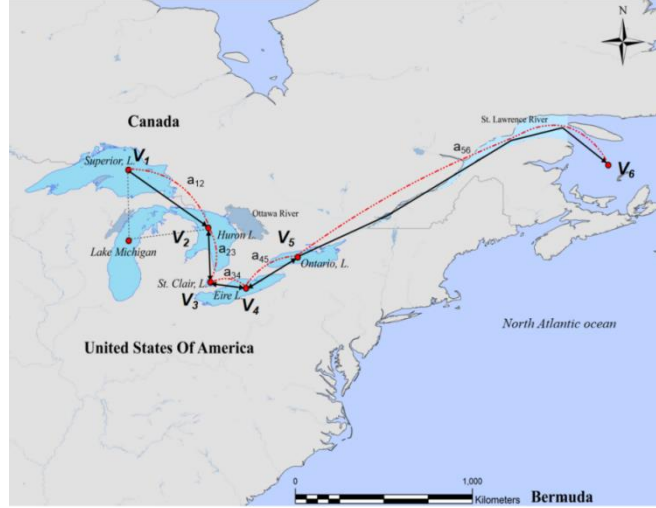 N
St. Lawrence River
Canada
a56
V1
Superior, L.
V6
a12
Ottawa River
V2
Huron L.
V5
Lake Michigan
a23
a45
Ontario, L.
a34
St. Clair, L.
V3
Eire L.
V4
North Atlantic ocean
United States Of America
0
1,000
Kilometers
Bermuda